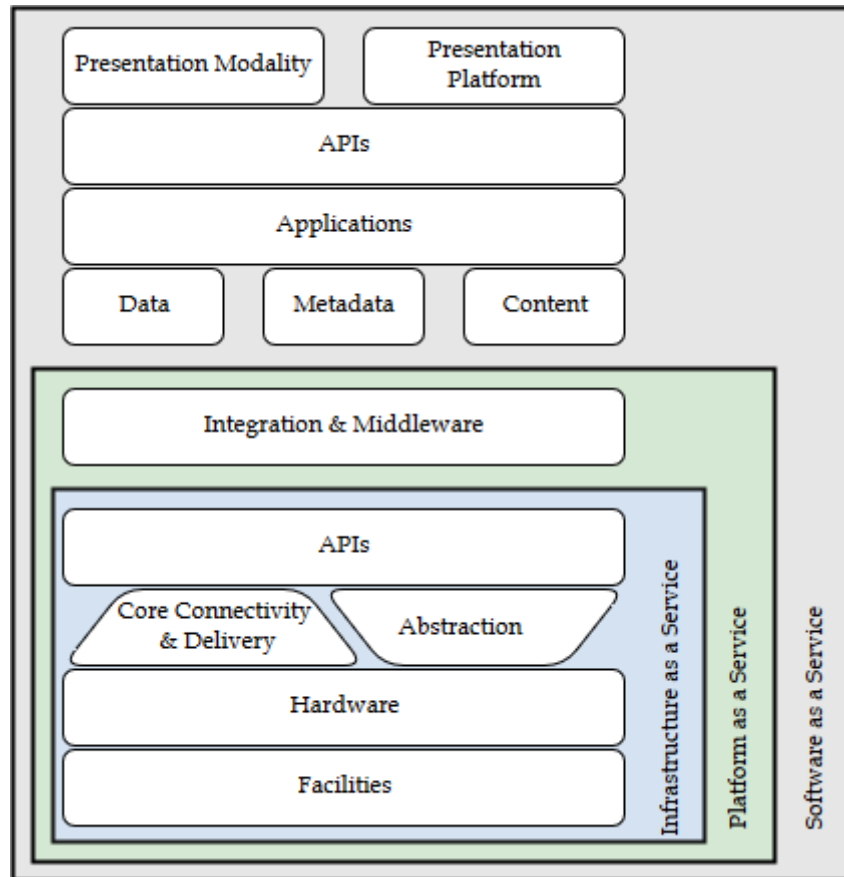 Presentation Modality
Presentation
Platform
APIs
Applications
Data
Metadata
Content
Integration & Middleware
APIs
Core Connectivity
& Delivery
Abstraction
Hardware
Facilities
Infrastructure as a Service
Platform as a Service
Software as a Service